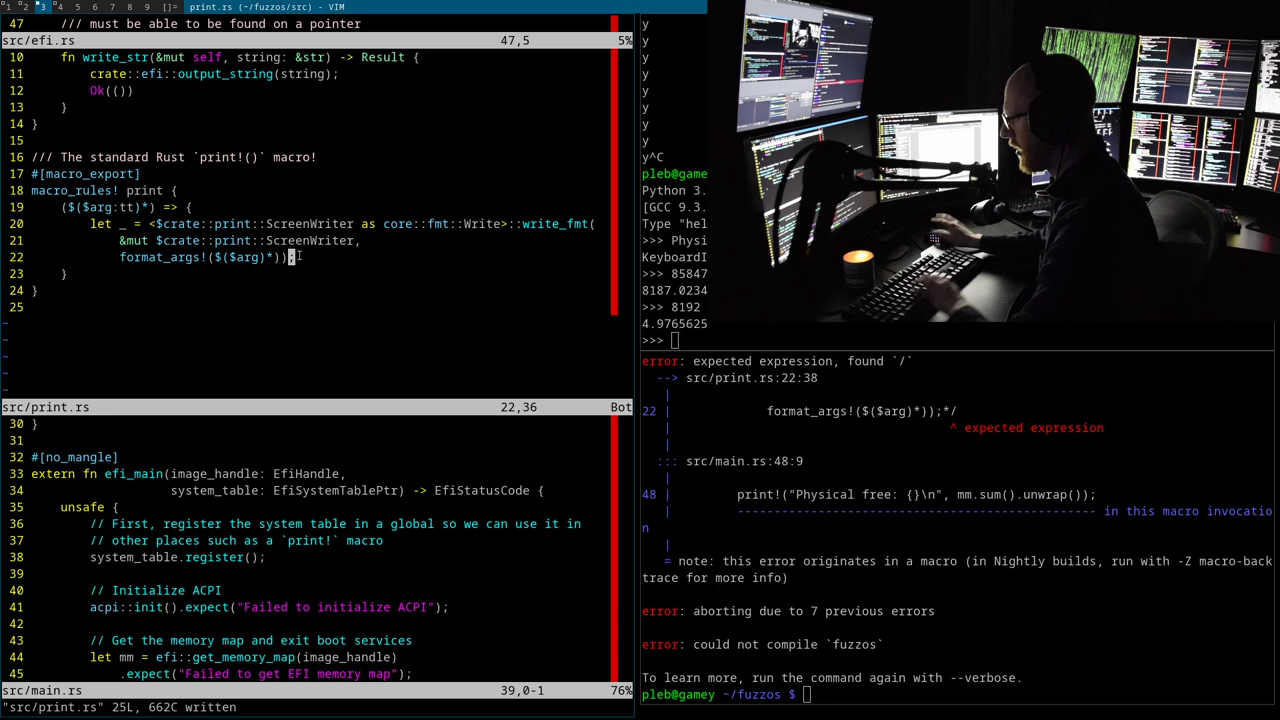 1 2 3 4 5 6 7 8 9 []= print.rs (~/fuzzos/src) - VIM
47     /// must be able to be found on a pointer
src/efi.rs 47,5 5%
10     fn write_str(&mut self, string: &str) -> Result {
11         crate::efi::output_string(string);
12         Ok(())
13     }
14 }
15
16 /// The standard Rust `print!()` macro!
17 #[macro_export]
18 macro_rules! print {
19     ($($arg:tt)*) => {
20         let _ = <$crate::print::ScreenWriter as core::fmt::Write>::write_fmt(
21             &mut $crate::print::ScreenWriter,
22             format_args!($($arg)*));
23     }
24 }
25
~
~
~
~
~
src/print.rs 22,36 Bot
30 }
31
32 #[no_mangle]
33 extern fn efi_main(image_handle: EfiHandle,
34                    system_table: EfiSystemTablePtr) -> EfiStatusCode {
35     unsafe {
36         // First, register the system table in a global so we can use it in
37         // other places such as a `print!` macro
38         system_table.register();
39
40         // Initialize ACPI
41         acpi::init().expect("Failed to initialize ACPI");
42
43         // Get the memory map and exit boot services
44         let mm = efi::get_memory_map(image_handle)
45             .expect("Failed to get EFI memory map");
src/main.rs 39,0-1 76%
"src/print.rs" 25L, 662C written
y
y
y
y
y
y
y
y
y^C
pleb@game
Python 3.
[GCC 9.3.
Type "hel
>>> Physi
KeyboardI
>>> 85847
8187.0234
>>> 8192
4.9765625
>>>
error: expected expression, found `/`
--> src/print.rs:22:38
|
22 |             format_args!($($arg)*));*/
|                                      ^ expected expression
|
::: src/main.rs:48:9
|
48 |         print!("Physical free: {}\n", mm.sum().unwrap());
|         ------------------------------------------------ in this macro invocatio
n
|
= note: this error originates in a macro (in Nightly builds, run with -Z macro-back
trace for more info)
error: aborting due to 7 previous errors
error: could not compile `fuzzos`
To learn more, run the command again with --verbose.
pleb@gamey ~/fuzzos $